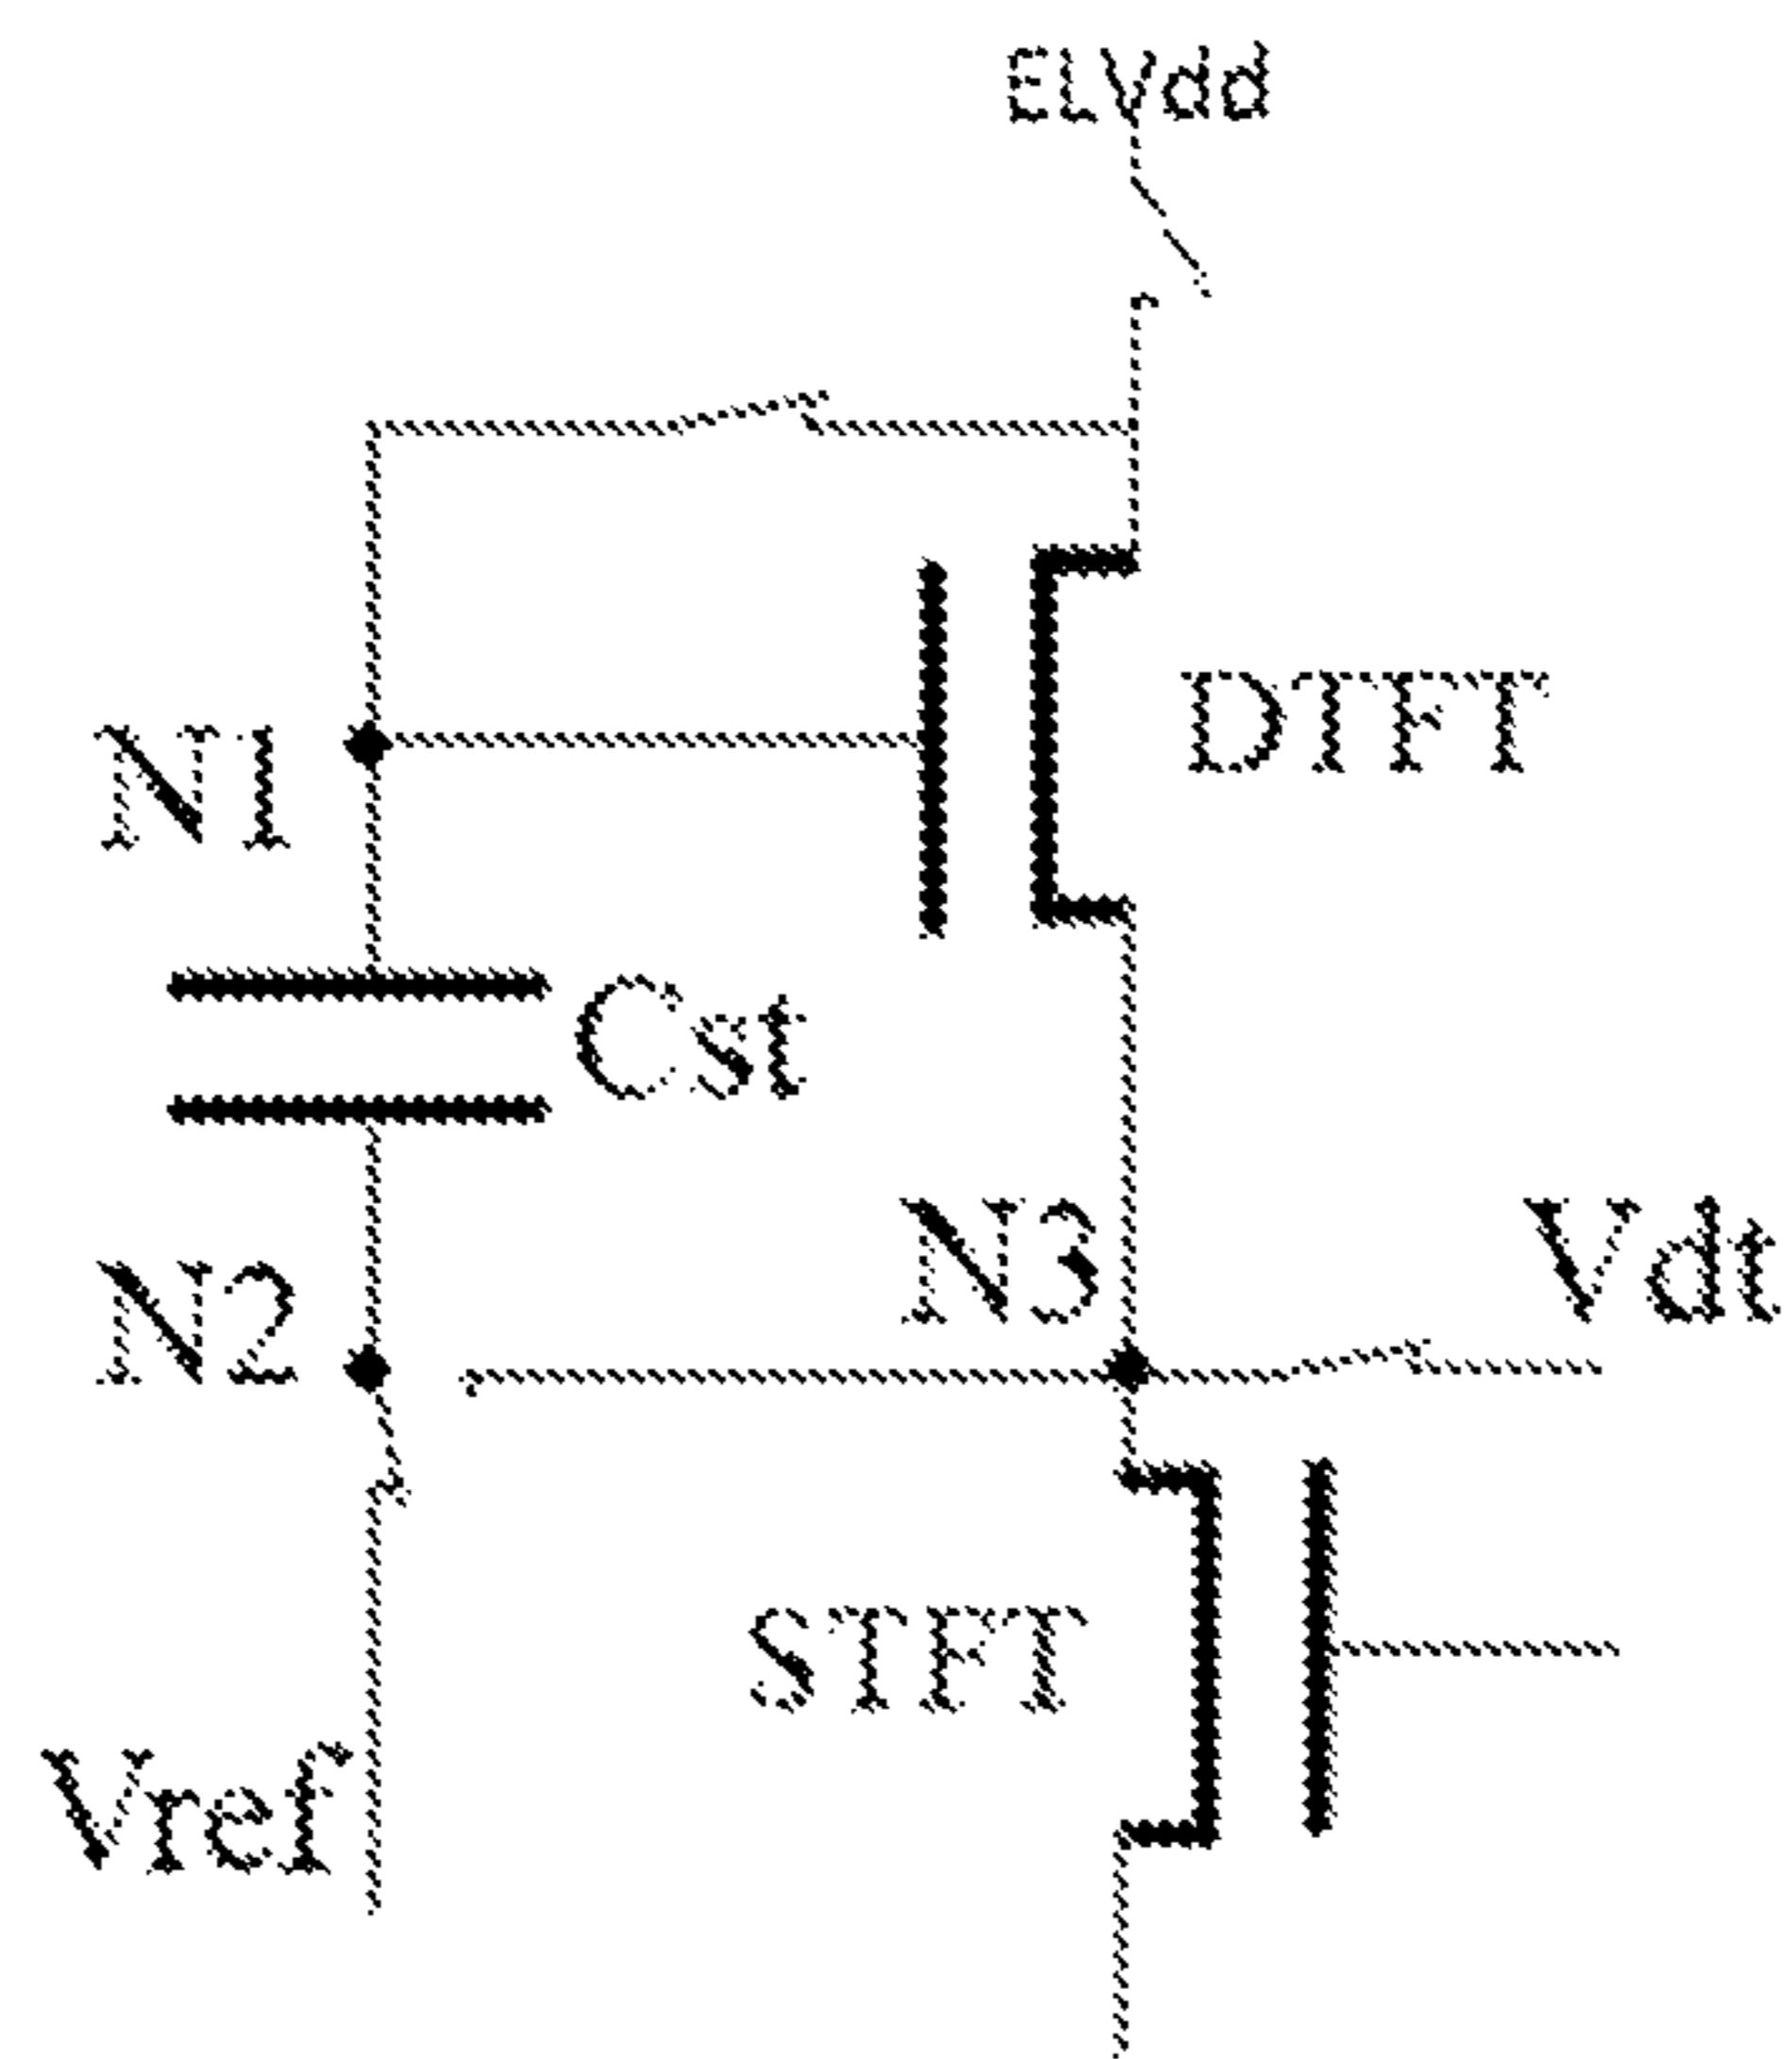 ELVdd
DTFT
N1
Cst
N3
Vdt
N2
STFT
Vref